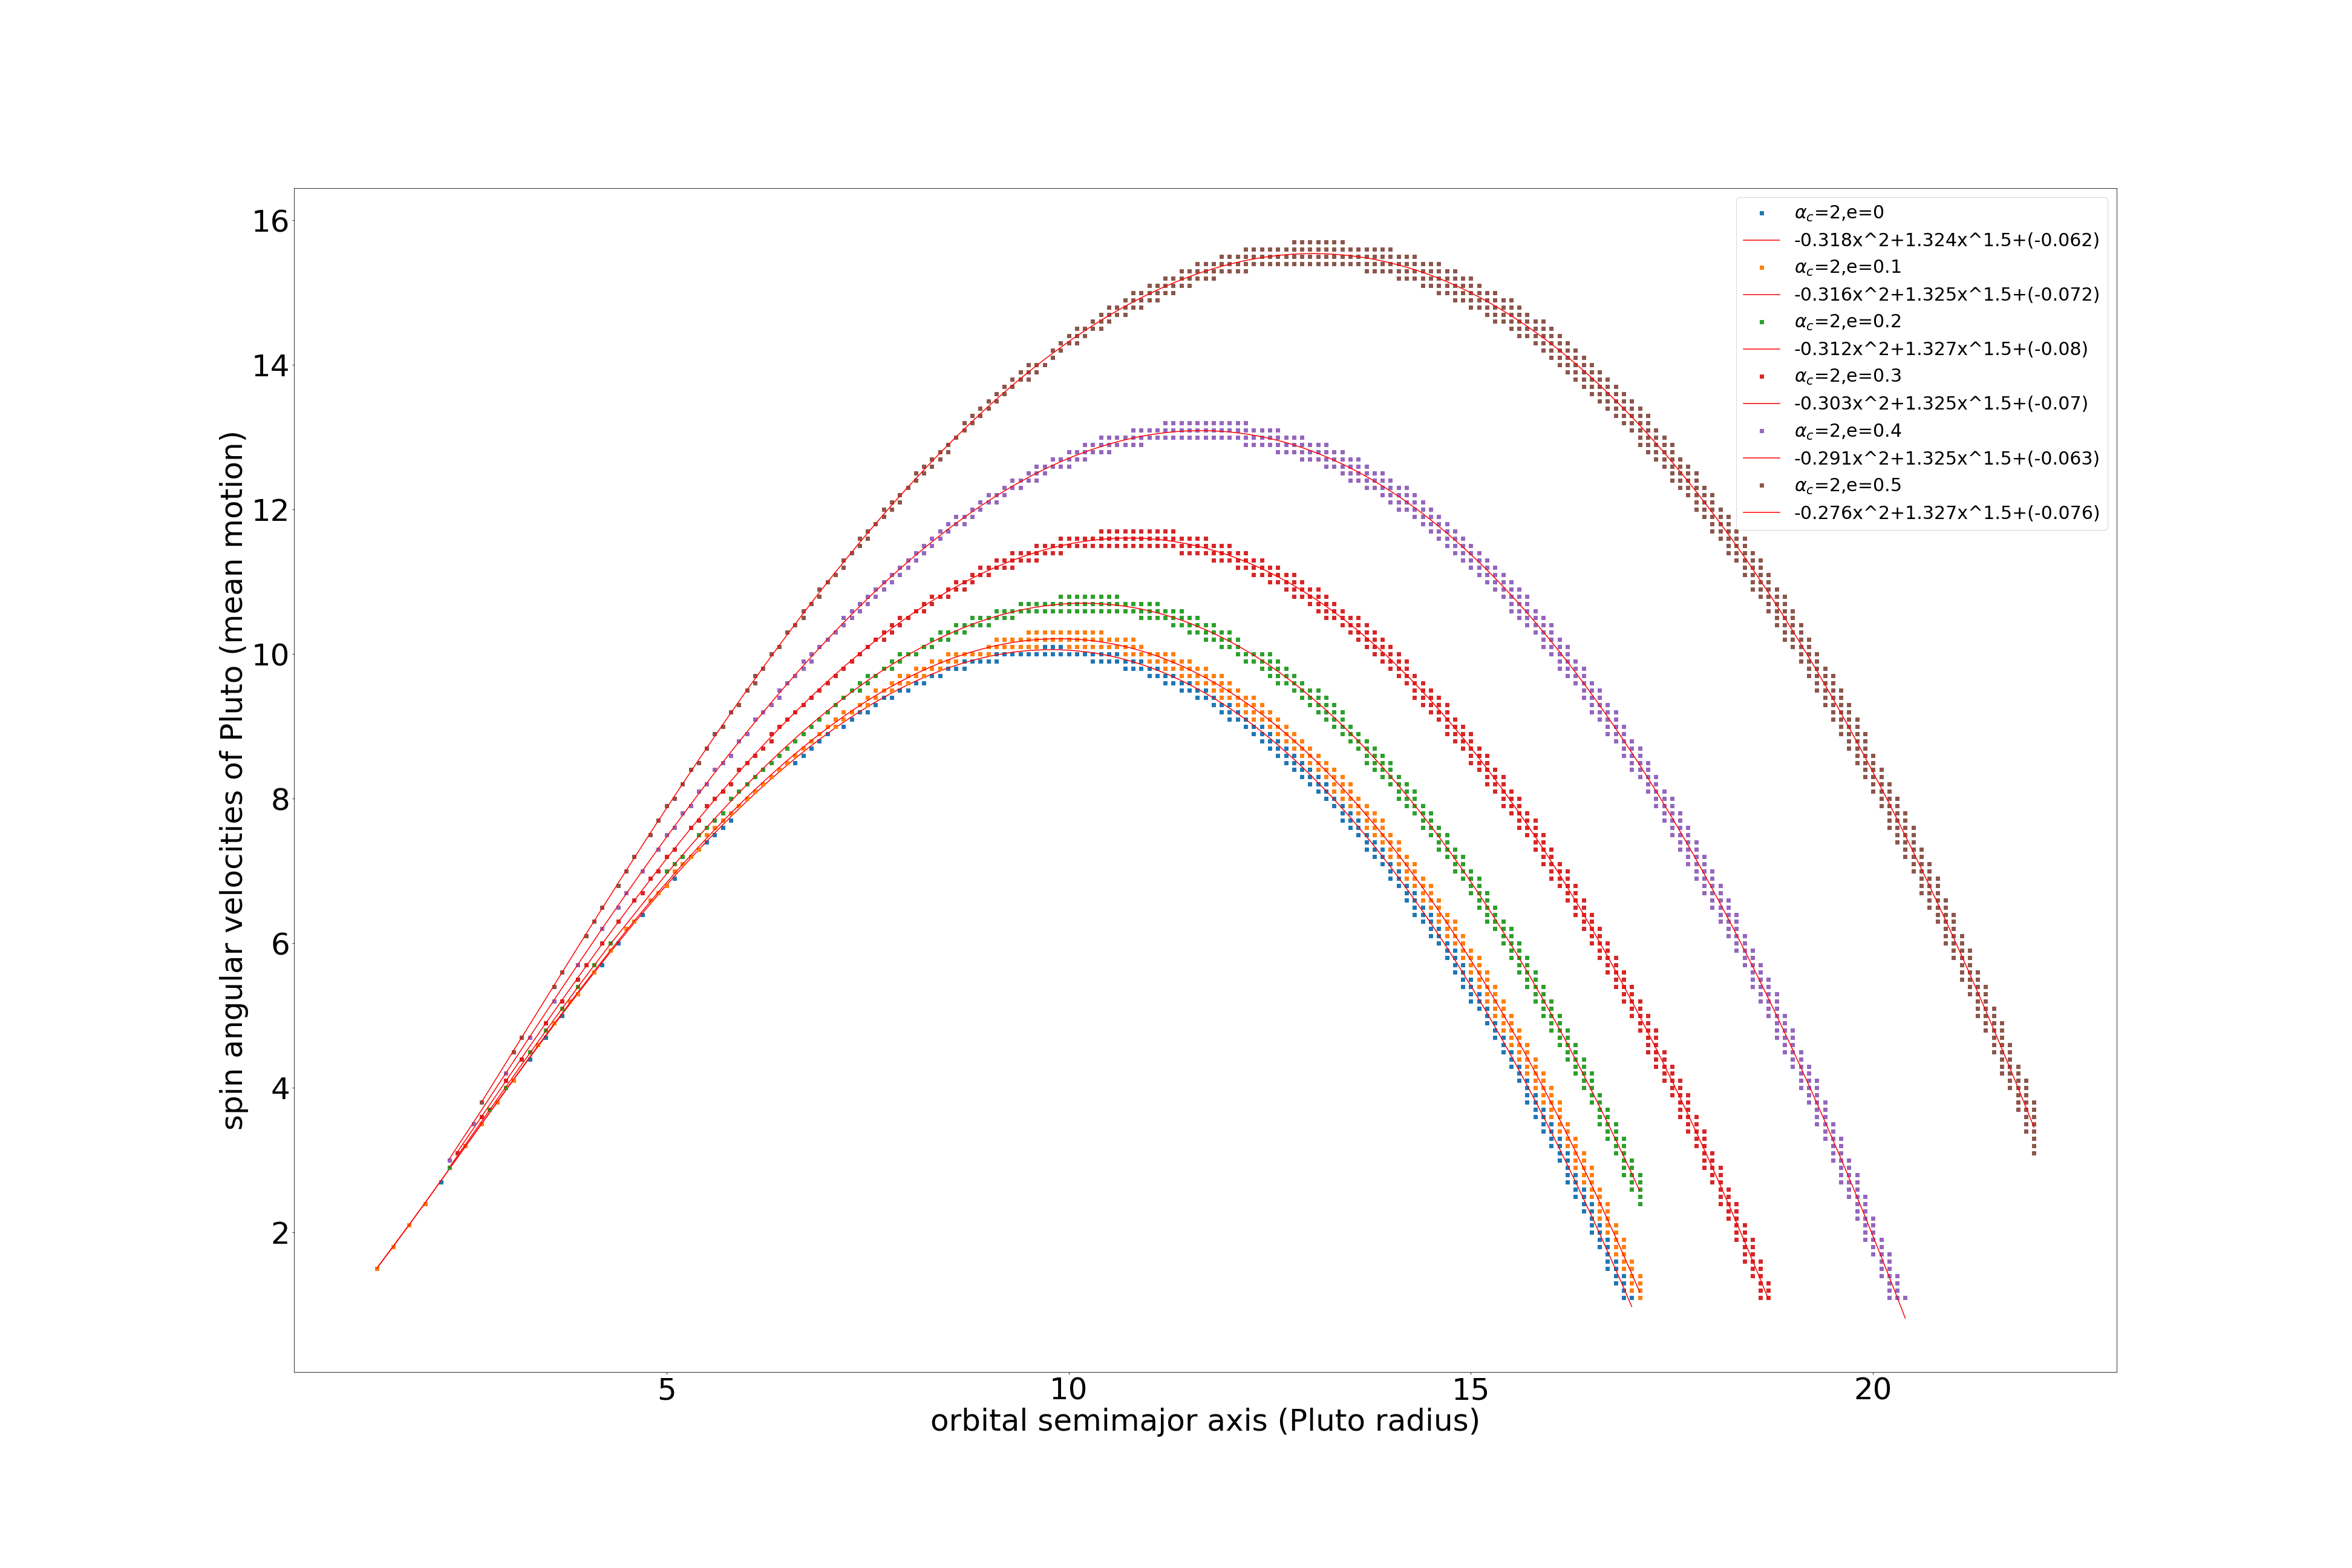 16
14
12
10
8
6
4
2
spin angular velocities of Pluto (mean motion)
5
10
15
20
orbital semimajor axis (Pluto radius)
α_c=2,e=0
-0.318x^2+1.324x^1.5+(-0.062)
α_c=2,e=0.1
-0.316x^2+1.325x^1.5+(-0.072)
α_c=2,e=0.2
-0.312x^2+1.327x^1.5+(-0.08)
α_c=2,e=0.3
-0.303x^2+1.325x^1.5+(-0.07)
α_c=2,e=0.4
-0.291x^2+1.325x^1.5+(-0.063)
α_c=2,e=0.5
-0.276x^2+1.327x^1.5+(-0.076)